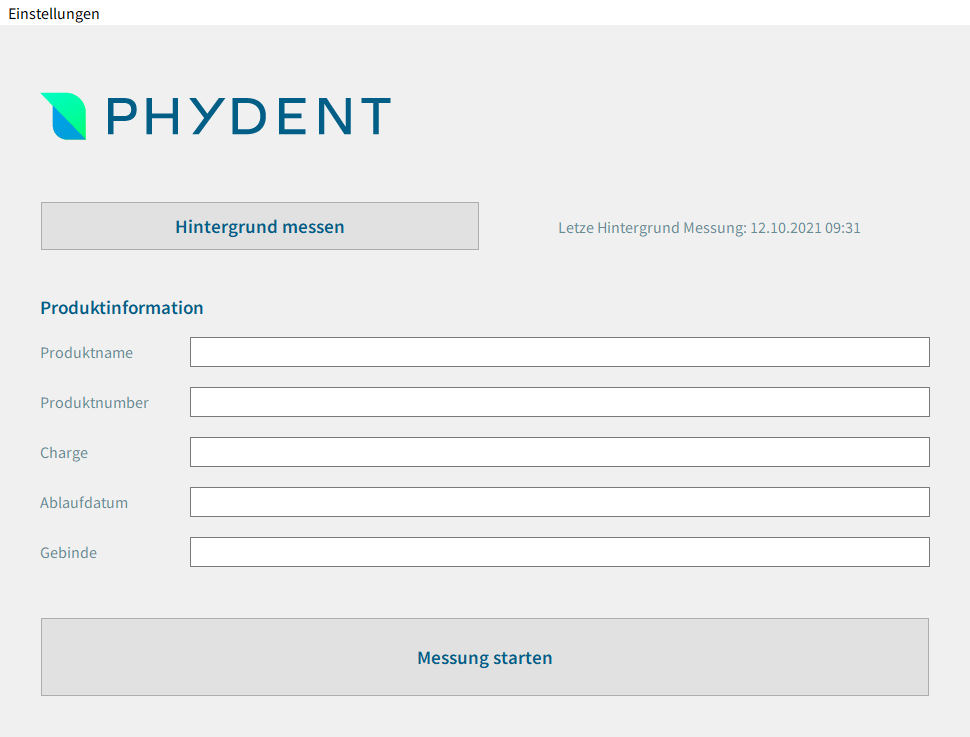 Einstellungen
PHYDENT
Hintergrund messen
Letze Hintergrund Messung: 12.10.2021 09:31
Produktinformation
Produktname
Produktnumber
Charge
Ablaufdatum
Gebinde
Messung starten